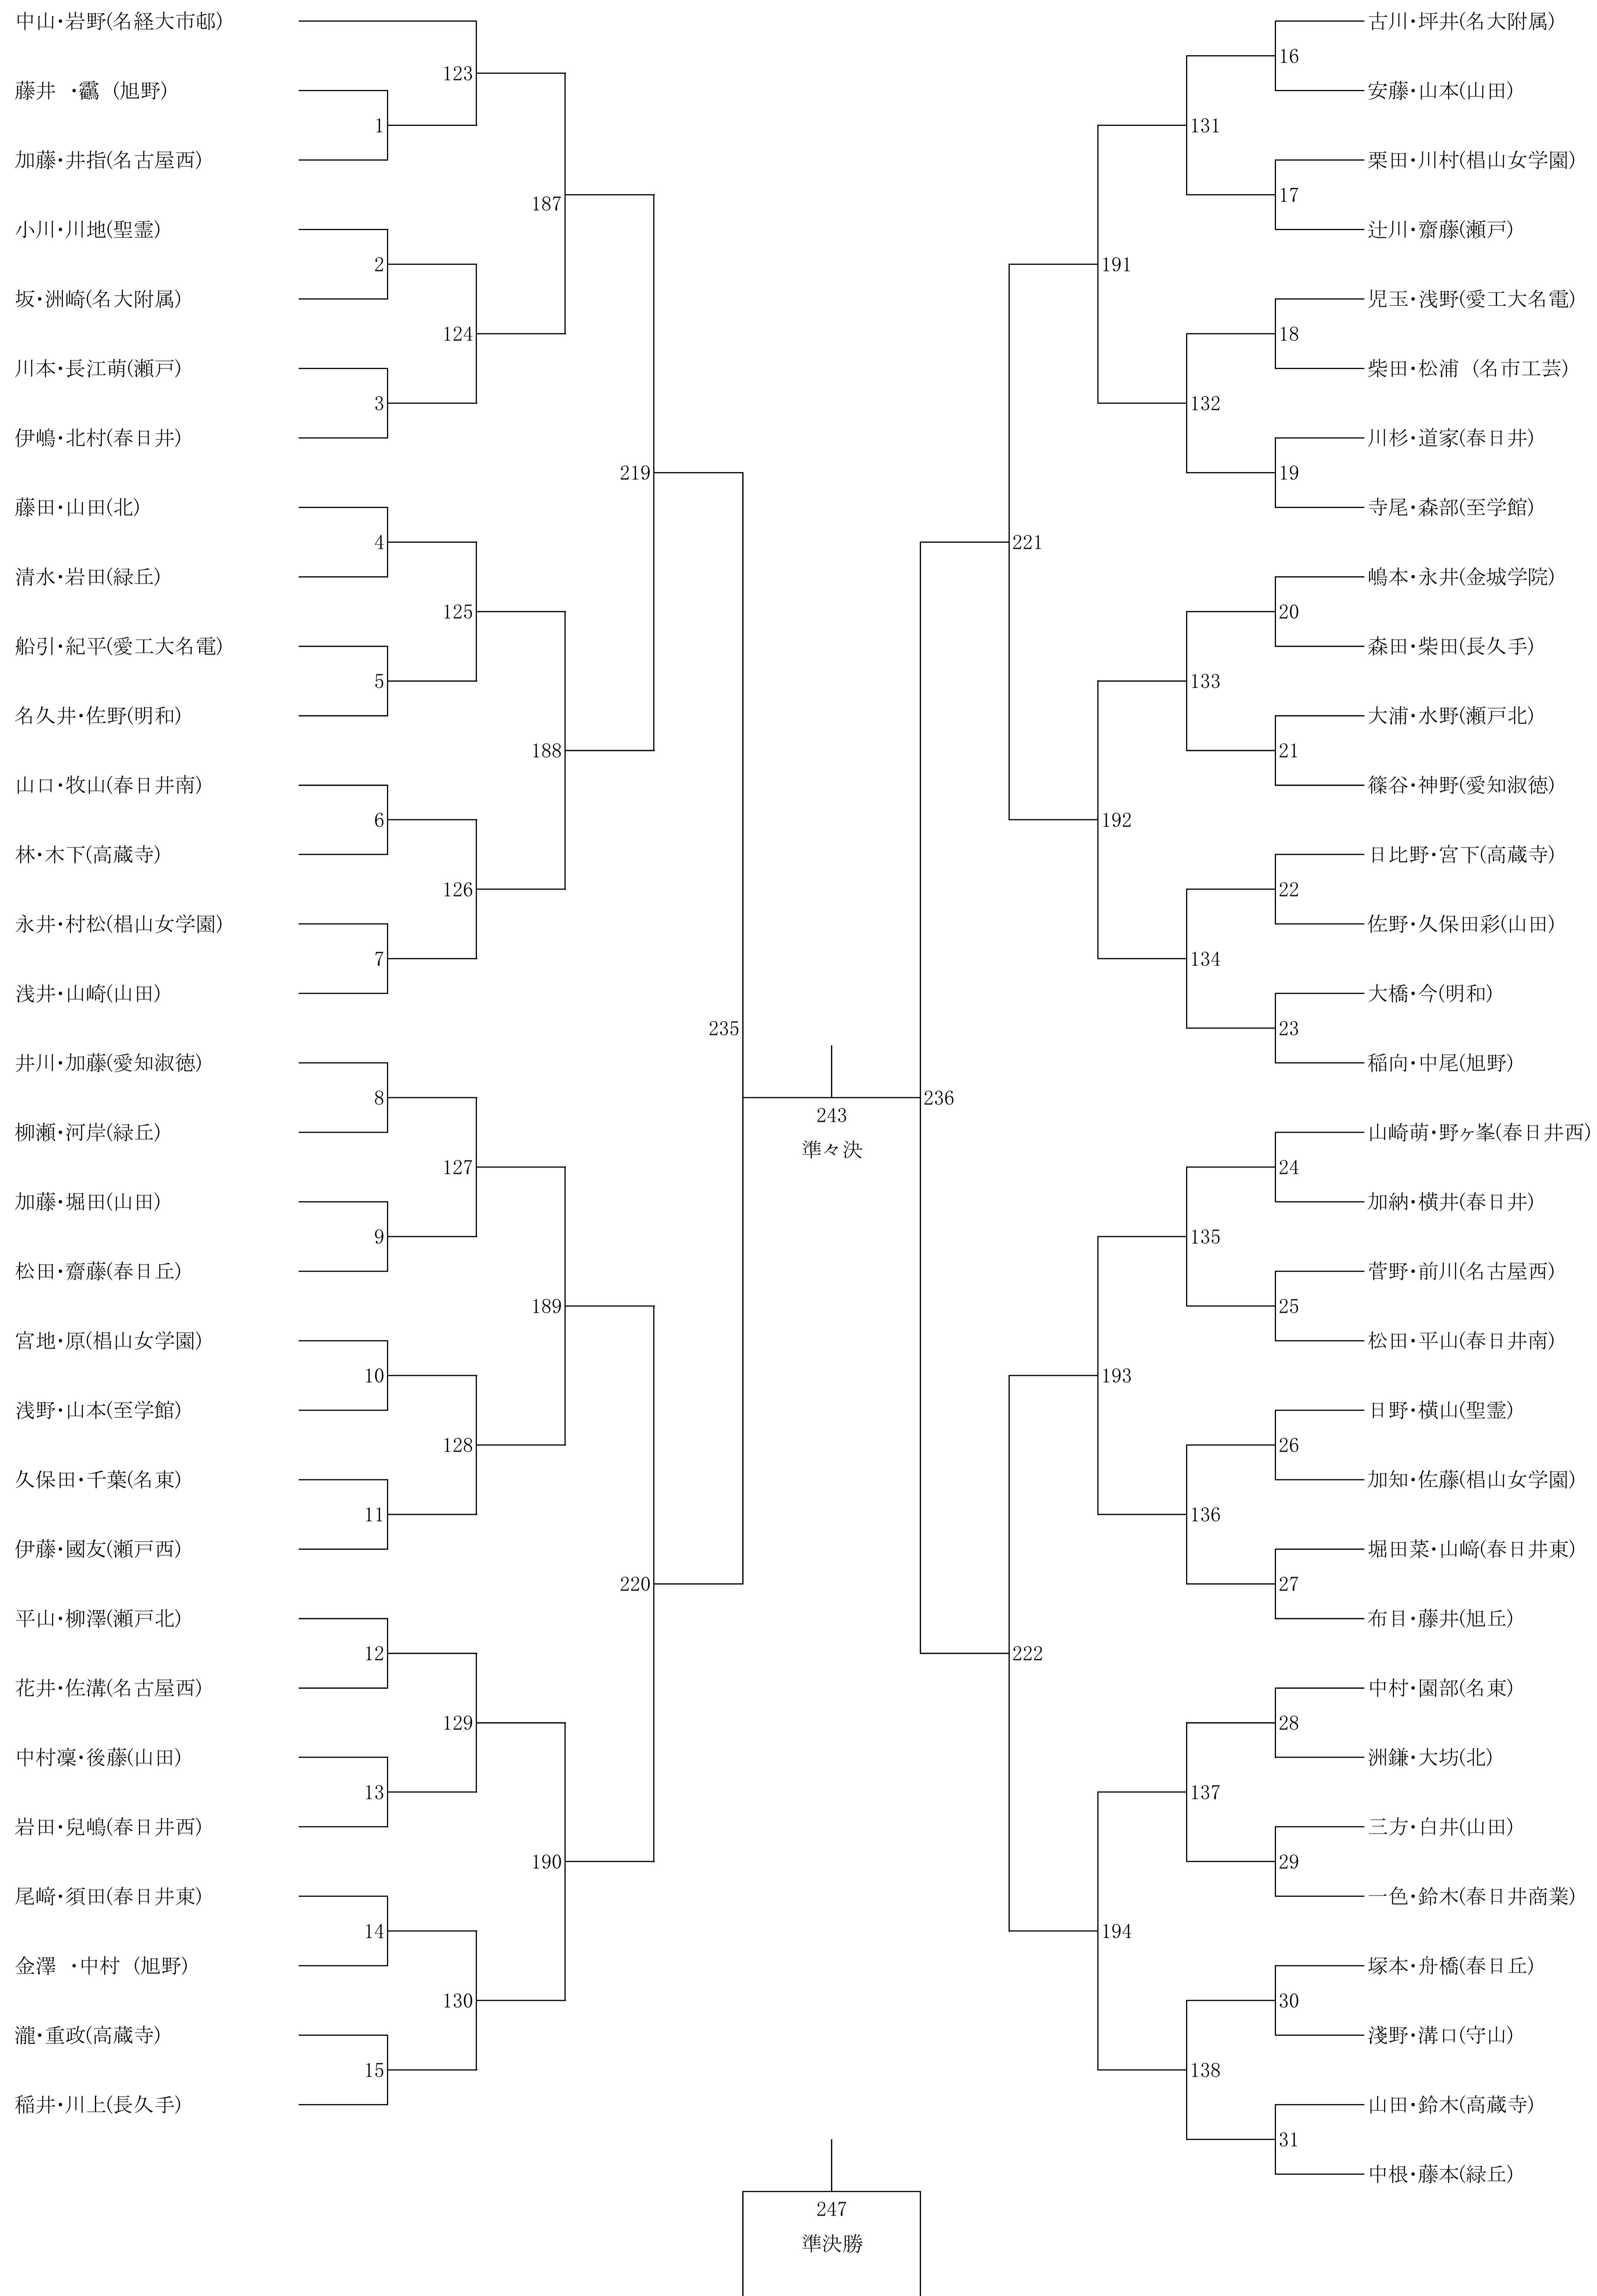 中山・岩野(名経大市邨)
123
藤井 ・靍 (旭野)
1
加藤・井指(名古屋西)
187
小川・川地(聖霊)
2
坂・洲崎(名大附属)
124
川本・長江萌(瀬戸)
3
伊嶋・北村(春日井)
219
藤田・山田(北)
4
清水・岩田(緑丘)
125
船引・紀平(愛工大名電)
5
名久井・佐野(明和)
188
山口・牧山(春日井南)
6
林・木下(高蔵寺)
126
永井・村松(椙山女学園)
7
浅井・山崎(山田)
235
井川・加藤(愛知淑徳)
8
柳瀬・河岸(緑丘)
127
加藤・堀田(山田)
9
松田・齋藤(春日丘)
189
宮地・原(椙山女学園)
10
浅野・山本(至学館)
128
久保田・千葉(名東)
11
伊藤・國友(瀬戸西)
220
平山・柳澤(瀬戸北)
12
花井・佐溝(名古屋西)
129
中村凜・後藤(山田)
13
岩田・兒嶋(春日井西)
190
尾﨑・須田(春日井東)
14
金澤 ・中村 (旭野)
130
瀧・重政(高蔵寺)
15
稲井・川上(長久手)
243
準々決
247
準決勝
古川・坪井(名大附属)
16
安藤・山本(山田)
131
栗田・川村(椙山女学園)
17
辻川・齋藤(瀬戸)
191
児玉・浅野(愛工大名電)
18
柴田・松浦 (名市工芸)
132
川杉・道家(春日井)
19
寺尾・森部(至学館)
221
嶋本・永井(金城学院)
20
森田・柴田(長久手)
133
大浦・水野(瀬戸北)
21
篠谷・神野(愛知淑徳)
192
日比野・宮下(高蔵寺)
22
佐野・久保田彩(山田)
134
大橋・今(明和)
23
稲向・中尾(旭野)
236
山崎萌・野ヶ峯(春日井西)
24
加納・横井(春日井)
135
菅野・前川(名古屋西)
25
松田・平山(春日井南)
193
日野・横山(聖霊)
26
加知・佐藤(椙山女学園)
136
堀田菜・山﨑(春日井東)
27
布目・藤井(旭丘)
222
中村・園部(名東)
28
洲鎌・大坊(北)
137
三方・白井(山田)
29
一色・鈴木(春日井商業)
194
塚本・舟橋(春日丘)
30
淺野・溝口(守山)
138
山田・鈴木(高蔵寺)
31
中根・藤本(緑丘)